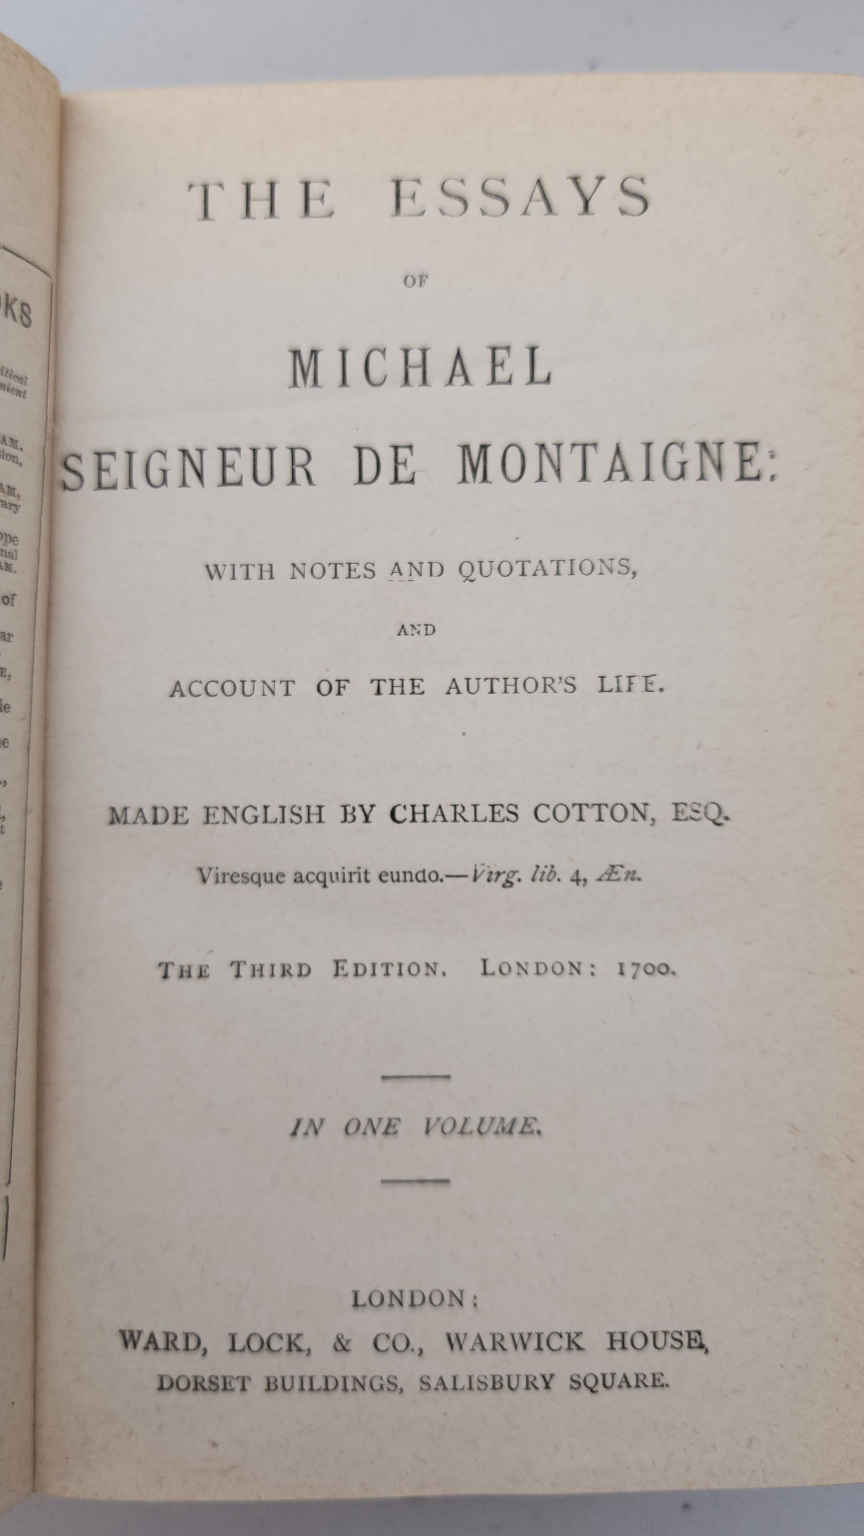 THE ESSAYS
OF
MICHAEL
SEIGNEUR DE MONTAIGNE:
WITH NOTES AND QUOTATIONS,
AND
ACCOUNT OF THE AUTHOR'S LIFE.
MADE ENGLISH BY CHARLES COTTON, ESQ.
Viresque acquirit eundo.—Virg. lib. 4, Æn.
THE THIRD EDITION. LONDON: 1700.
IN ONE VOLUME.
LONDON:
WARD, LOCK, & CO., WARWICK HOUSE,
DORSET BUILDINGS, SALISBURY SQUARE.